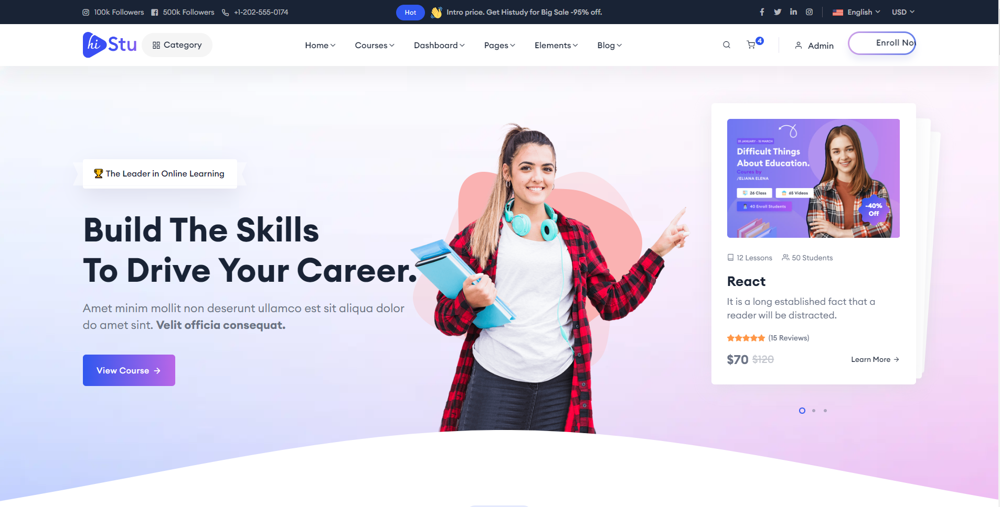 100k Followers 500k Followers +1-202-555-0174 Hot Intro price. Get Histudy for Big Sale -95% off. English USD
hi Stu Category Home Courses Dashboard Pages Elements Blog 4 Admin Enroll No
The Leader in Online Learning
Build The Skills
To Drive Your Career.
Amet minim mollit non deserunt ullamco est sit aliqua dolor
do amet sint. Velit officia consequat.
View Course
01 JANUARY - 15 MARCH
Difficult Things
About Education.
Coures by
/ELIANA ELENA
26 Class 65 Videos
40 Enroll Students
-40%
Off
12 Lessons 50 Students
React
It is a long established fact that a
reader will be distracted.
(15 Reviews)
$70 $120 Learn More